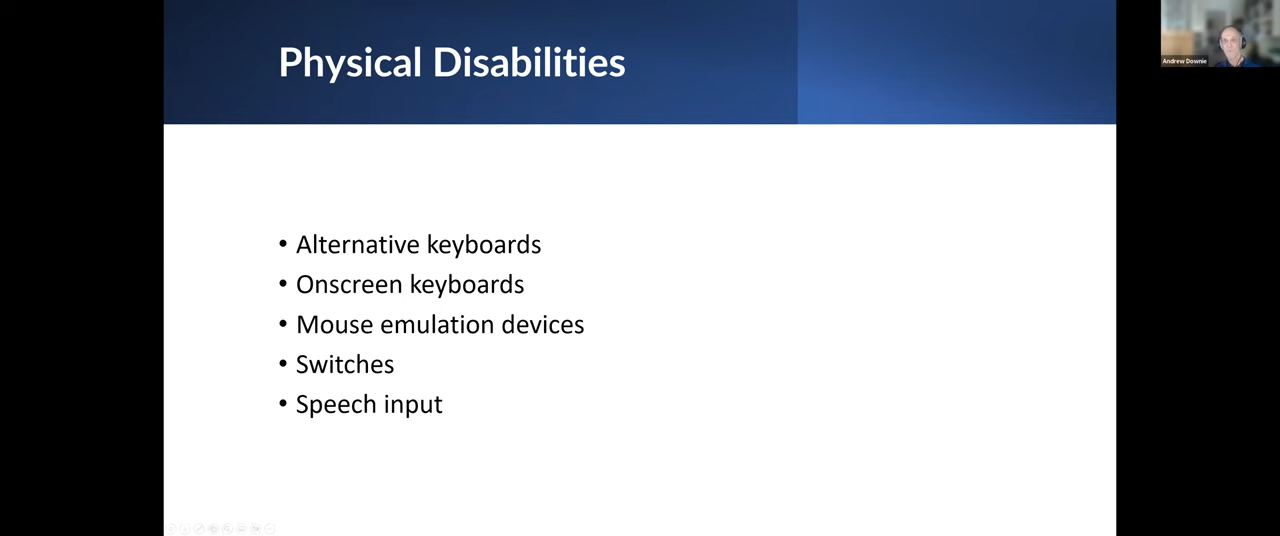 Physical Disabilities
Andrew Downie
• Alternative keyboards
• Onscreen keyboards
• Mouse emulation devices
• Switches
• Speech input